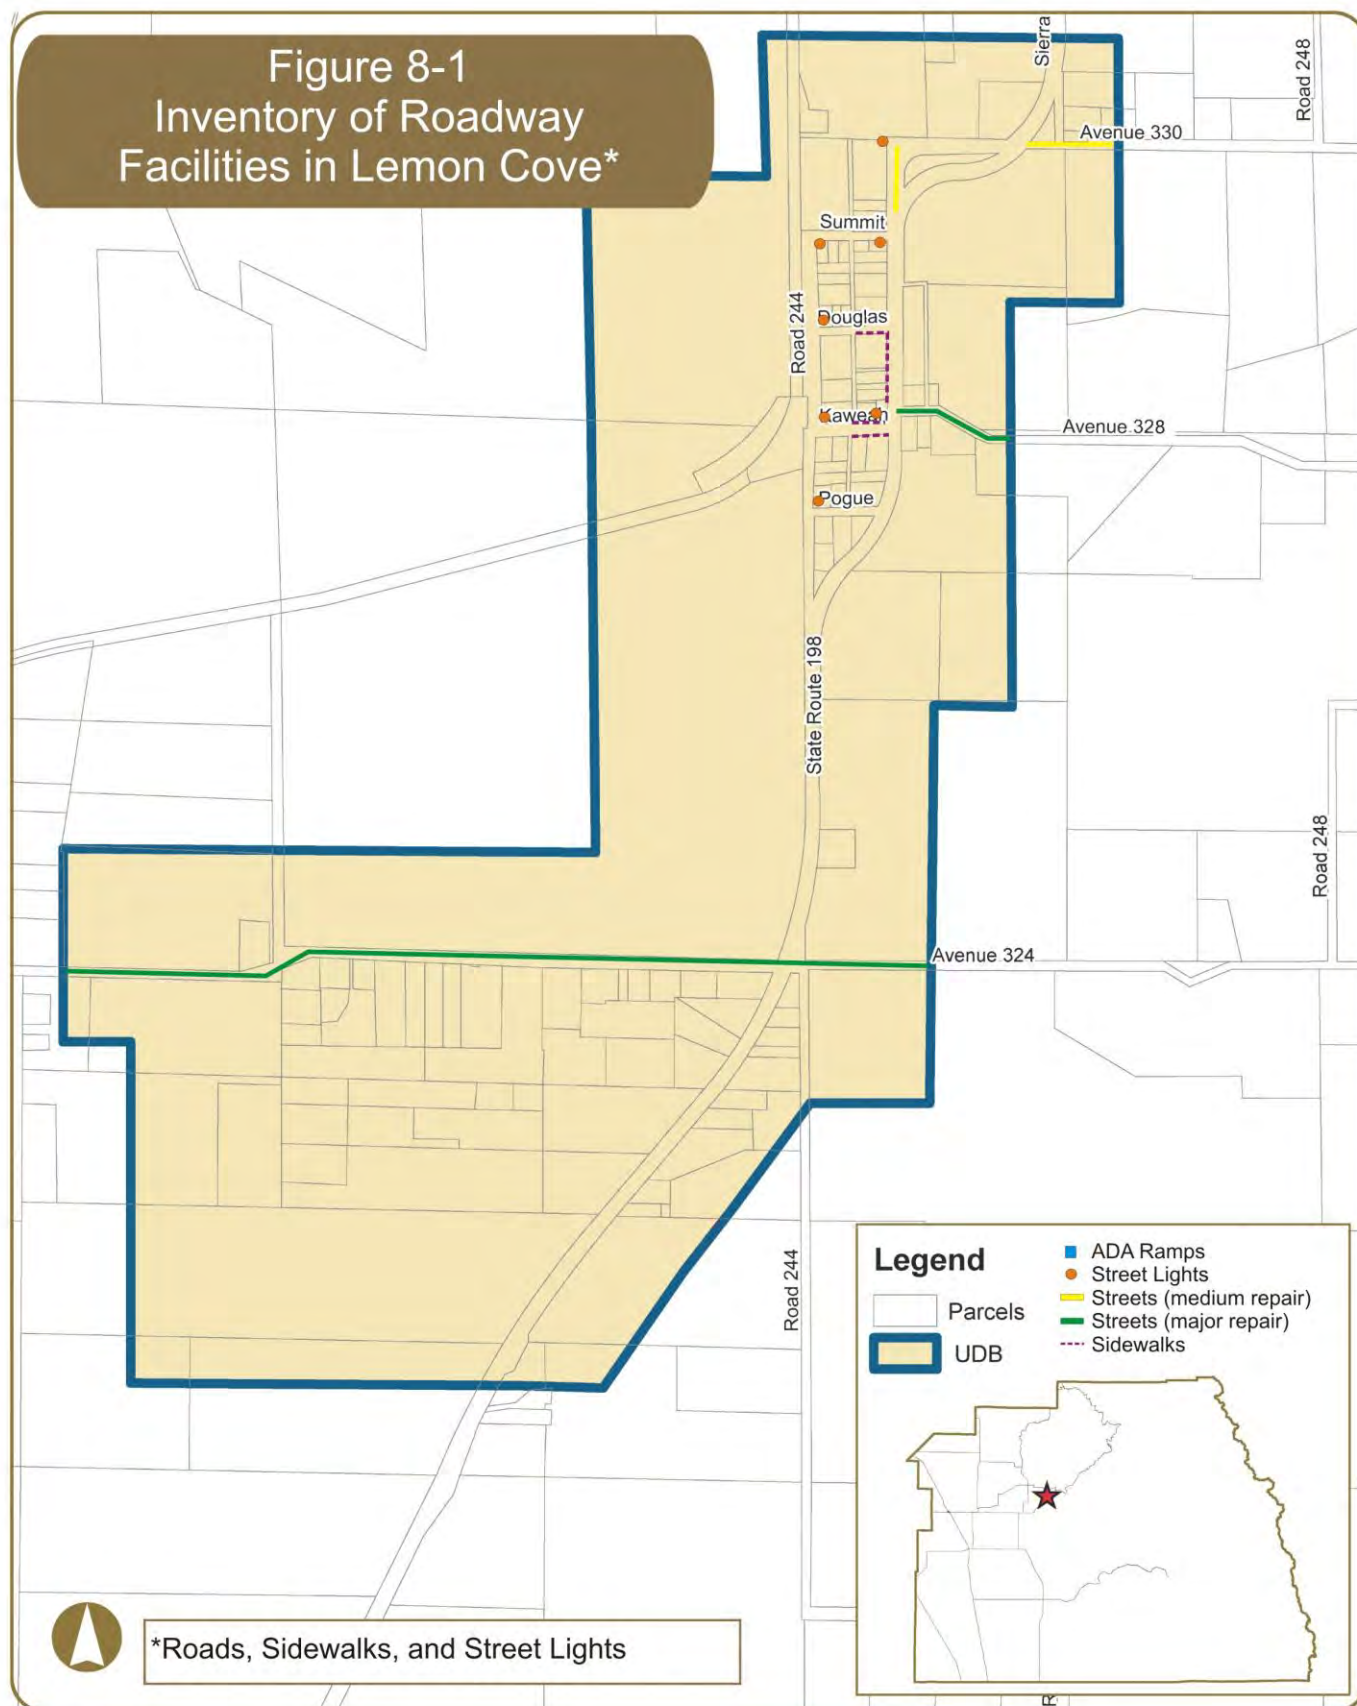 Figure 8-1
Inventory of Roadway
Facilities in Lemon Cove*
Sierra
Road 248
Avenue 330
Summit
Road 244
Douglas
Kaweah
Avenue 328
Pogue
State Route 198
Road 248
Avenue 324
Road 244
Legend
Parcels
UDB
ADA Ramps
Street Lights
Streets (medium repair)
Streets (major repair)
Sidewalks
*Roads, Sidewalks, and Street Lights